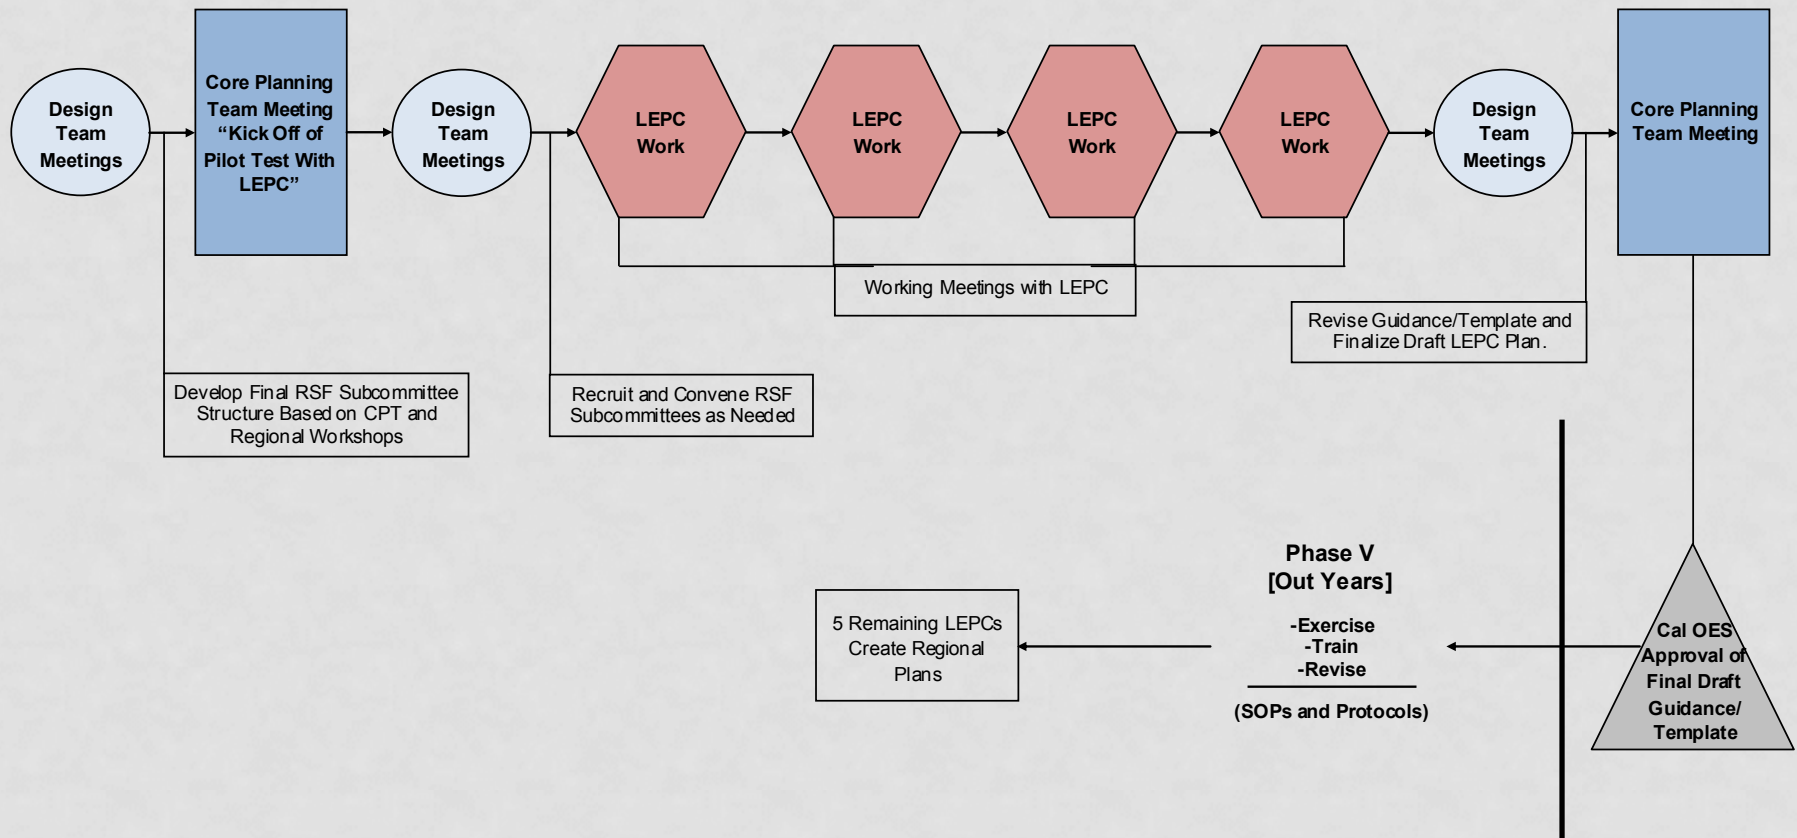 Design
Team
Meetings
Core Planning
Team Meeting
“Kick Off of
Pilot Test With
LEPC”
Design
Team
Meetings
LEPC
Work
LEPC
Work
LEPC
Work
LEPC
Work
Design
Team
Meetings
Core Planning
Team Meeting
Working Meetings with LEPC
Revise Guidance/Template and
Finalize Draft LEPC Plan.
Develop Final RSF Subcommittee
Structure Based on CPT and
Regional Workshops
Recruit and Convene RSF
Subcommittees as Needed
Phase V
[Out Years]
-Exercise
-Train
-Revise
(SOPs and Protocols)
5 Remaining LEPCs
Create Regional
Plans
Cal OES
Approval of
Final Draft
Guidance/
Template